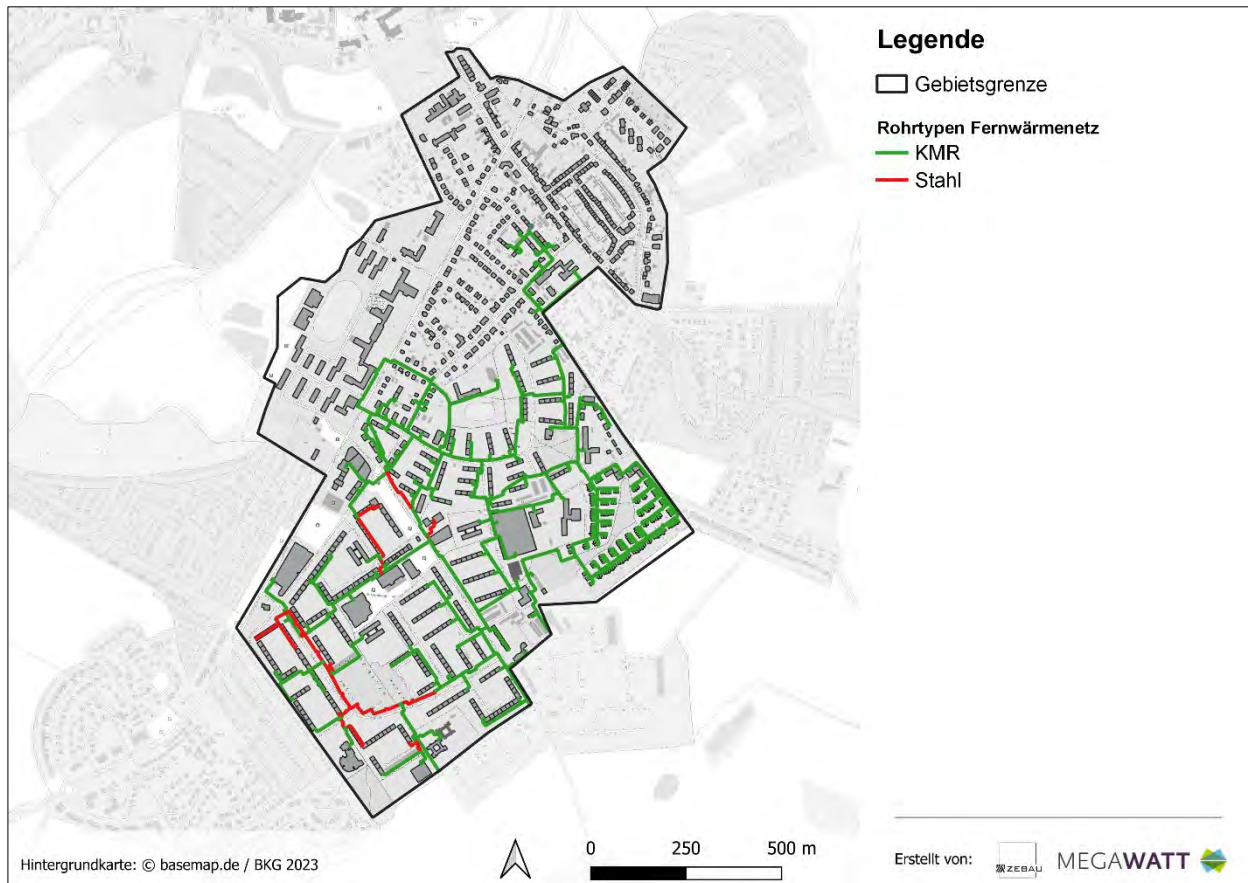 Legende
Gebietsgrenze
Rohrtypen Fernwärmenetz
KMR
Stahl
Hintergrundkarte: © basemap.de / BKG 2023
0 250 500 m
Erstellt von:
ZEBAU
MEGAWATT